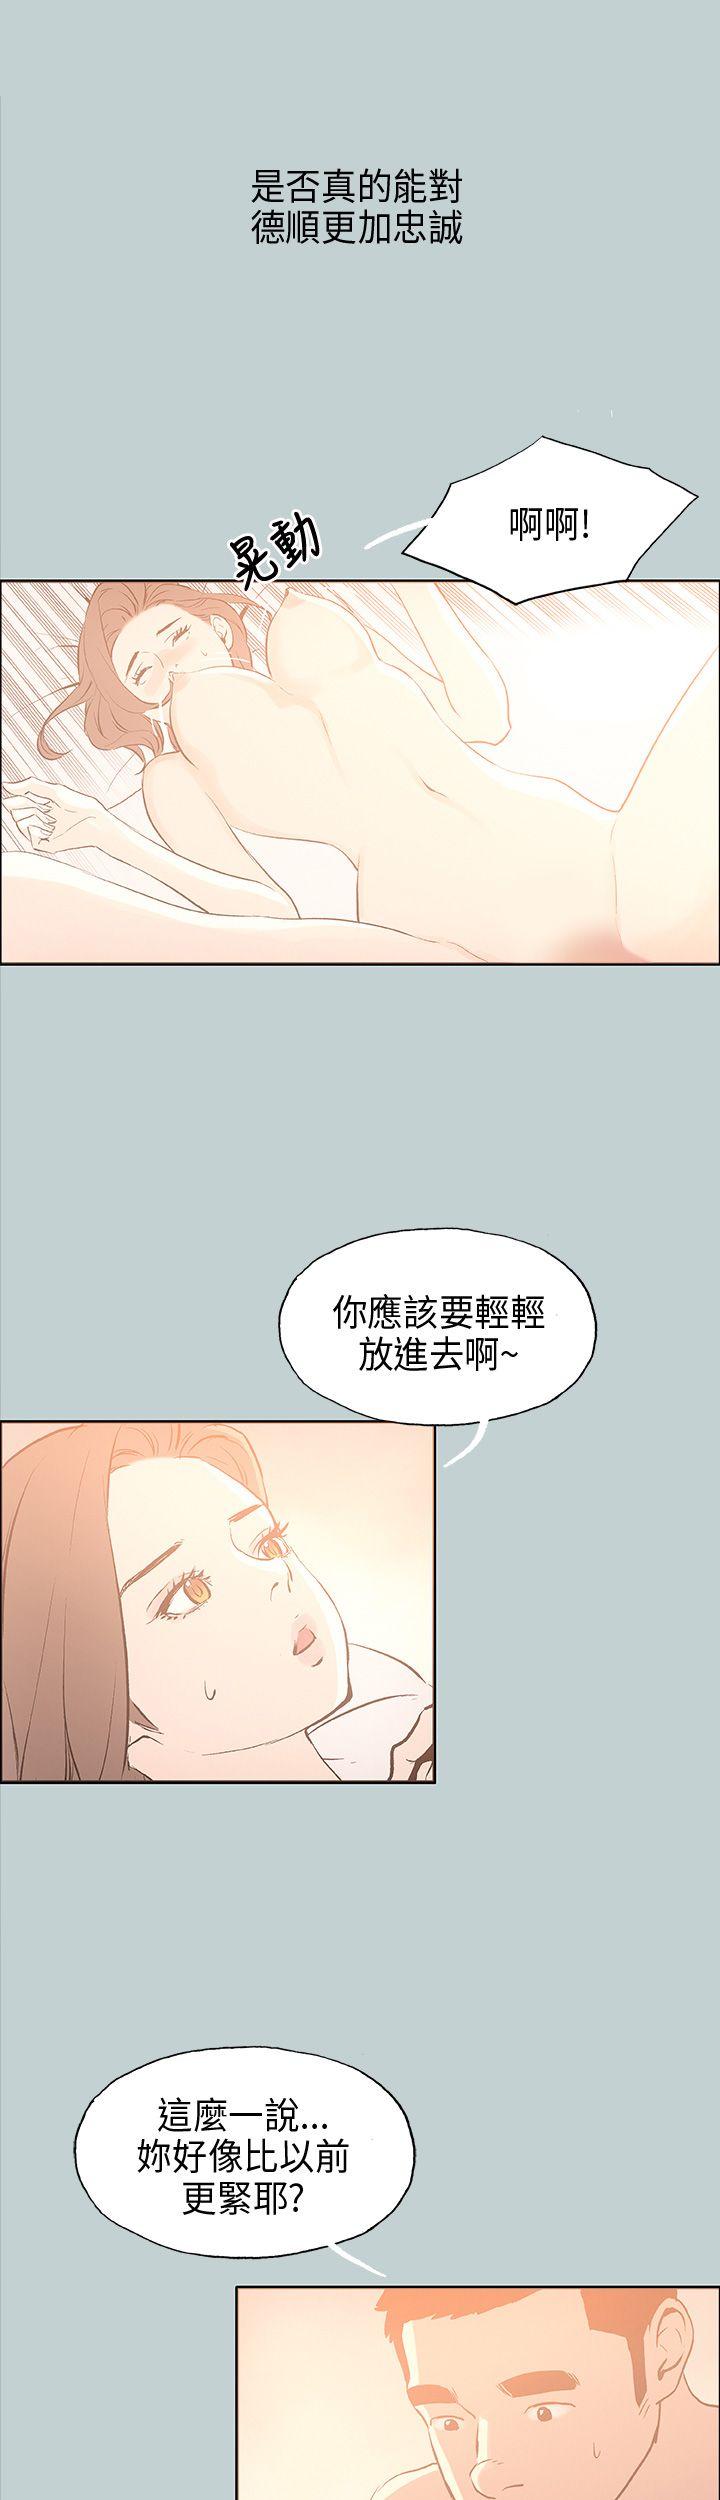 是否真的能對
德順更加忠誠
啊啊!
晃動
你應該要輕輕
放進去啊~
這麼一說...
妳好像比以前
更緊耶?